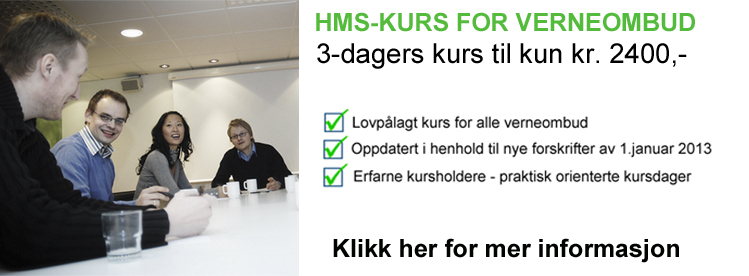 HMS-KURS FOR VERNEOMBUD
3-dagers kurs til kun kr. 2400,-
Lovpålagt kurs for alle verneombud
Oppdatert i henhold til nye forskrifter av 1.januar 2013
Erfarne kursholdere - praktisk orienterte kursdager
Klikk her for mer informasjon